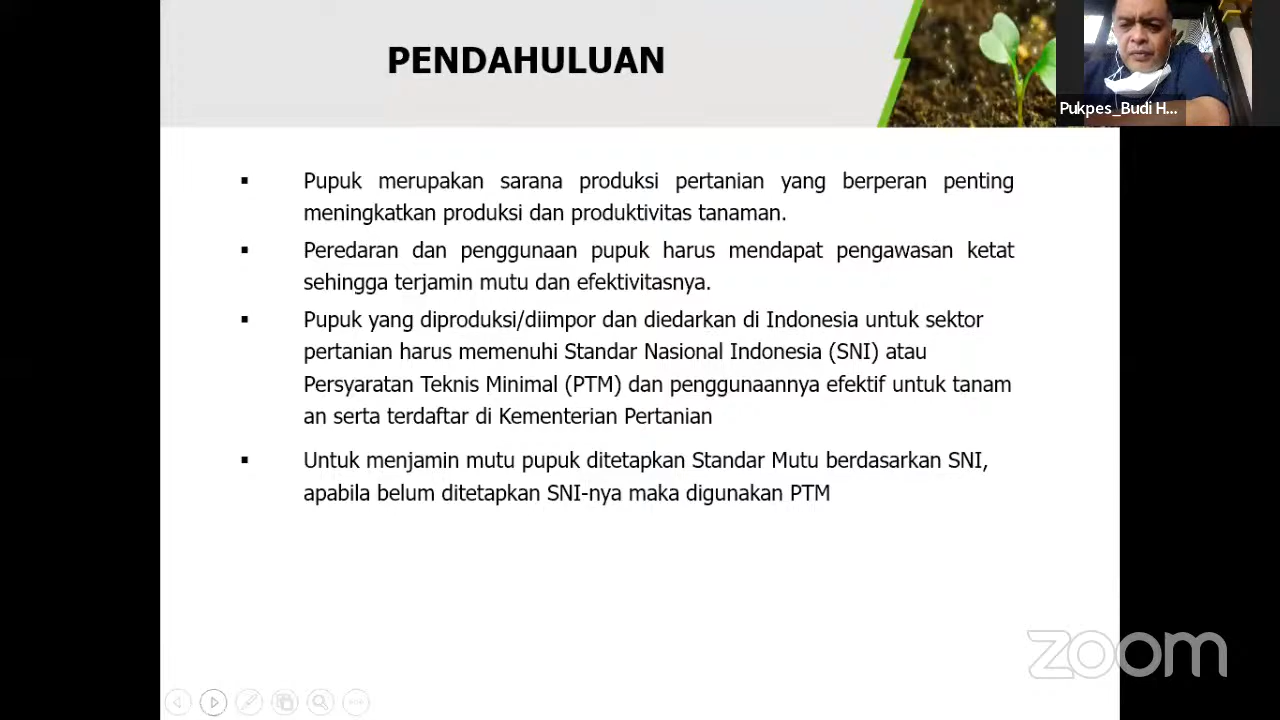 PENDAHULUAN
Pukpes_Budi H...
▪ Pupuk merupakan sarana produksi pertanian yang berperan penting
meningkatkan produksi dan produktivitas tanaman.
▪ Peredaran dan penggunaan pupuk harus mendapat pengawasan ketat
sehingga terjamin mutu dan efektivitasnya.
▪ Pupuk yang diproduksi/diimpor dan diedarkan di Indonesia untuk sektor
pertanian harus memenuhi Standar Nasional Indonesia (SNI) atau
Persyaratan Teknis Minimal (PTM) dan penggunaannya efektif untuk tanam
an serta terdaftar di Kementerian Pertanian
▪ Untuk menjamin mutu pupuk ditetapkan Standar Mutu berdasarkan SNI,
apabila belum ditetapkan SNI-nya maka digunakan PTM
zoom